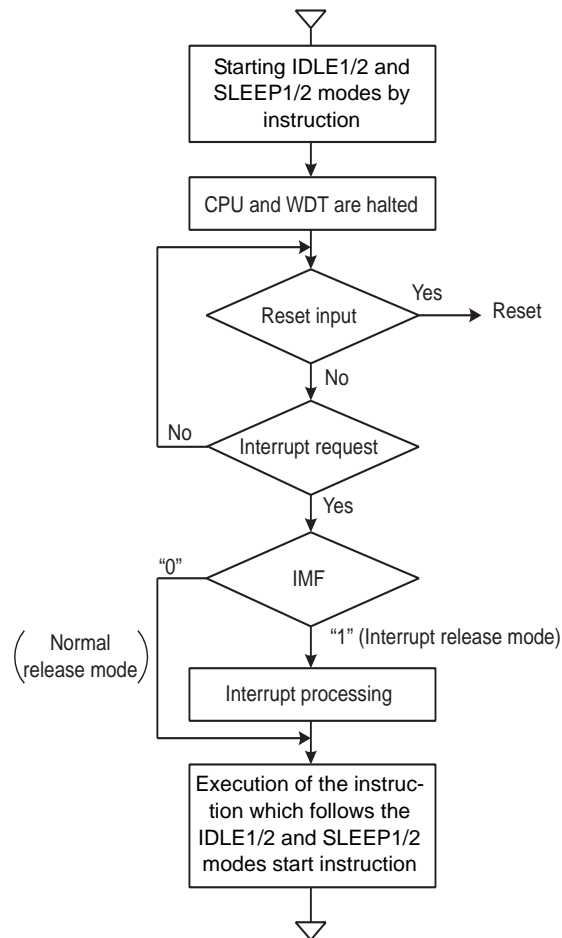 Starting IDLE1/2 and
SLEEP1/2 modes by
instruction
CPU and WDT are halted
Reset input
Yes
Reset
No
No
Interrupt request
Yes
“0”
IMF
(Normal
release mode)
“1” (Interrupt release mode)
Interrupt processing
Execution of the instruc-
tion which follows the
IDLE1/2 and SLEEP1/2
modes start instruction